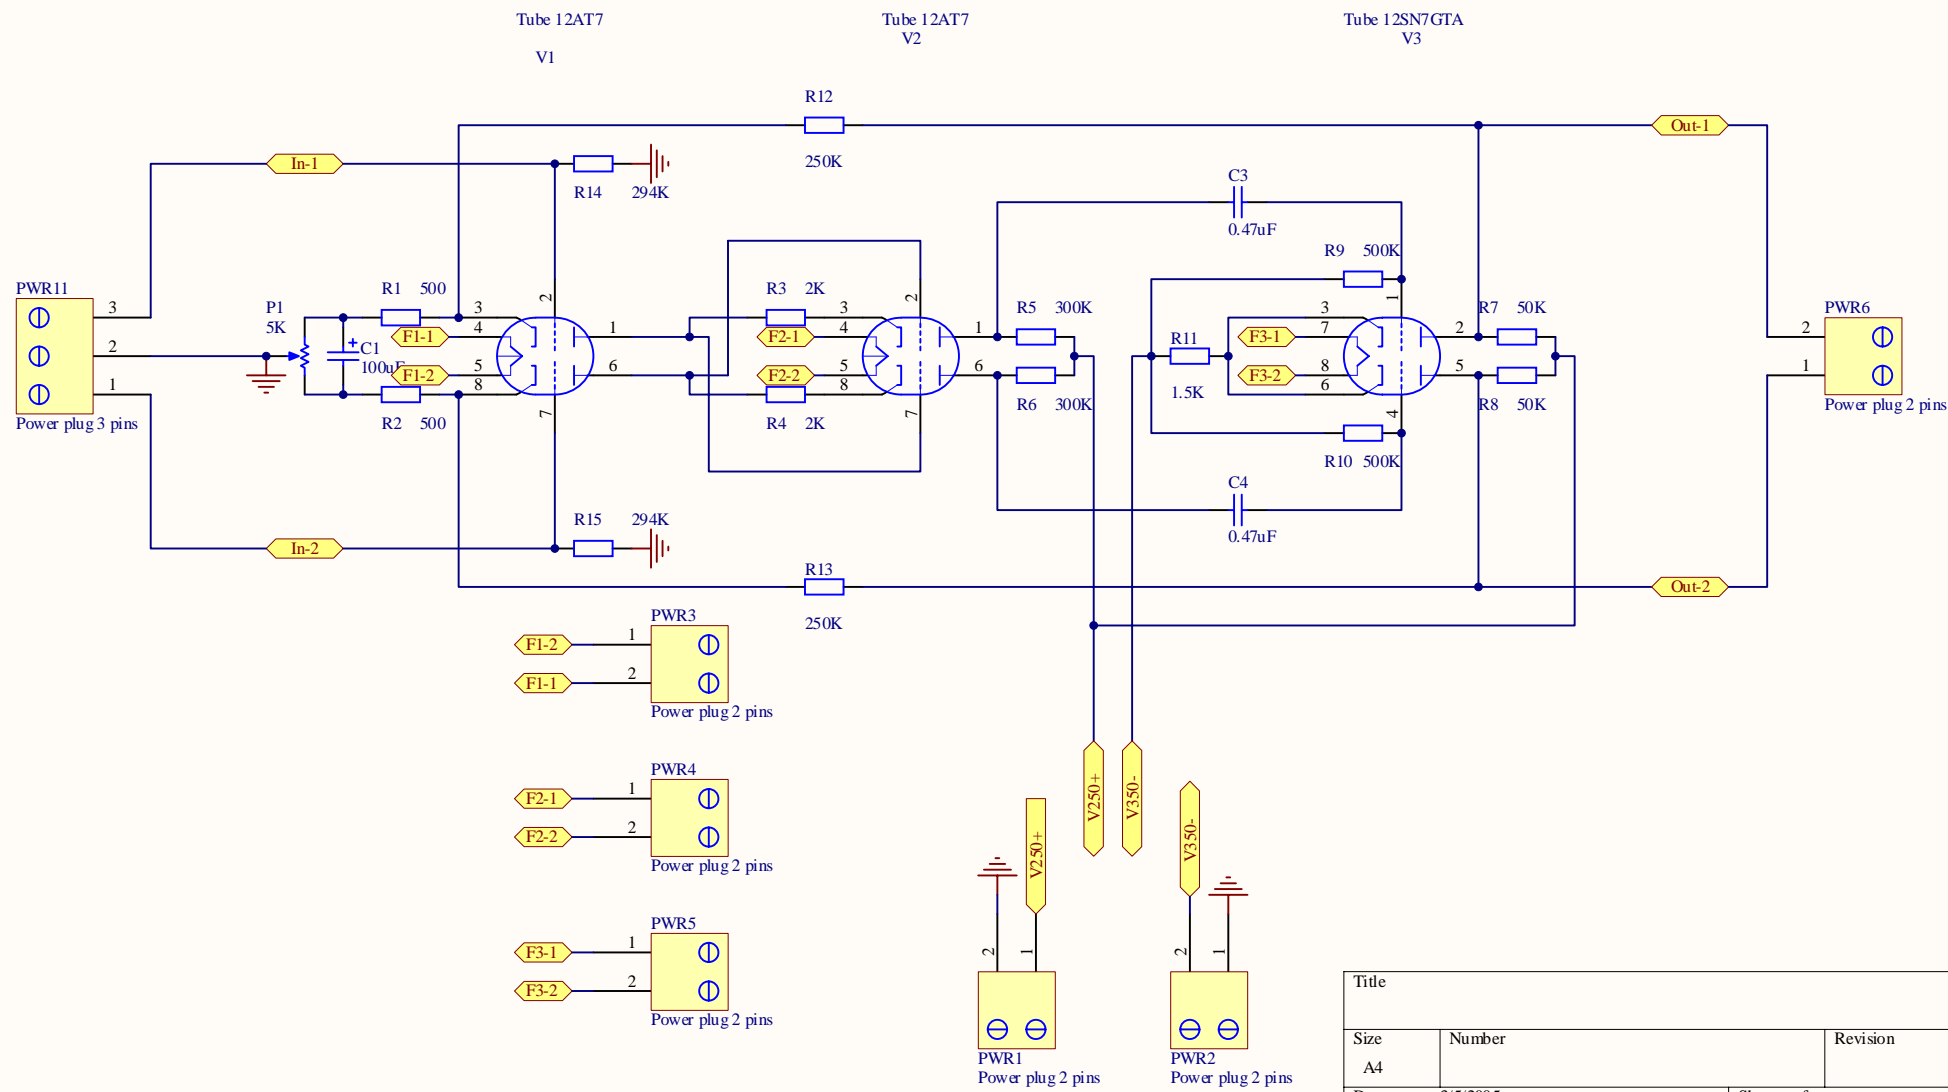 Tube 12AT7
V1
Tube 12AT7
V2
Tube 12SN7GTA
V3
R12
250K
Out-1
In-1
R14
294K
C3
0.47uF
R9 500K
PWR11
3
2
1
Power plug 3 pins
P1
5K
C1
+
100uF
R1 500
F1-1
F1-2
R2 500
3
4
5
8
2
7
1
6
R3 2K
F2-1
F2-2
R4 2K
3
4
5
8
2
7
1
6
R5 300K
R6 300K
R11
1.5K
F3-1
F3-2
3
7
8
6
1
4
2
5
R7 50K
R8 50K
PWR6
2
1
Power plug 2 pins
R10 500K
C4
0.47uF
R15
294K
In-2
R13
250K
Out-2
PWR3
F1-2 1
F1-1 2
Power plug 2 pins
PWR4
F2-1 1
F2-2 2
Power plug 2 pins
PWR5
F3-1 1
F3-2 2
Power plug 2 pins
V250+
V350-
V250+
V350-
2
1
PWR1
Power plug 2 pins
2
1
PWR2
Power plug 2 pins
Title
Size
A4
Number
Revision